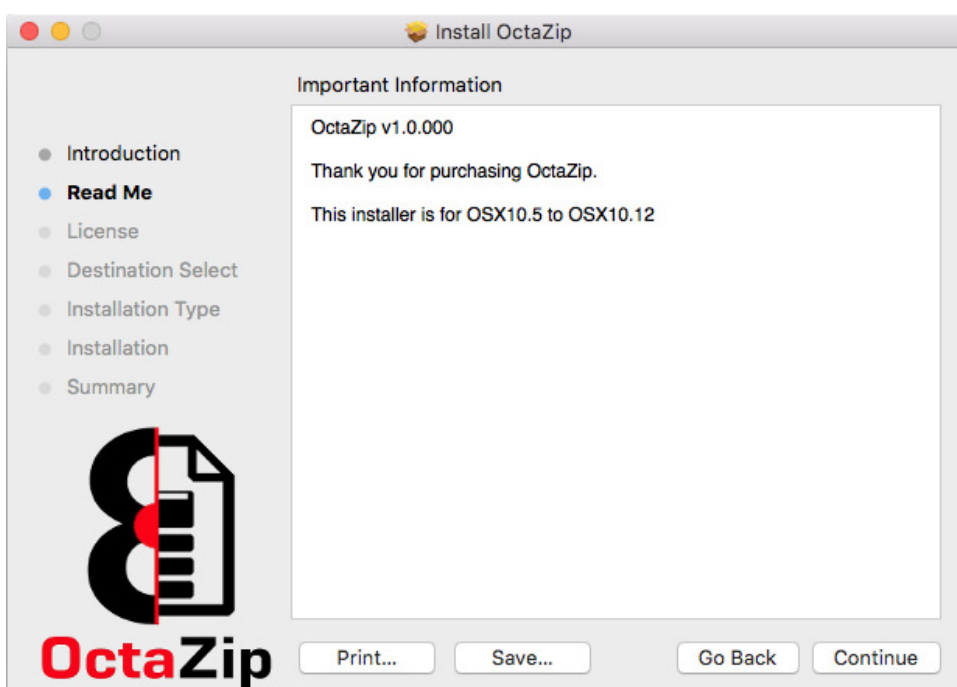 Install OctaZip
Important Information
Introduction
Read Me
License
Destination Select
Installation Type
Installation
Summary
OctaZip v1.0.000
Thank you for purchasing OctaZip.
This installer is for OSX10.5 to OSX10.12
OctaZip
Print...
Save...
Go Back
Continue